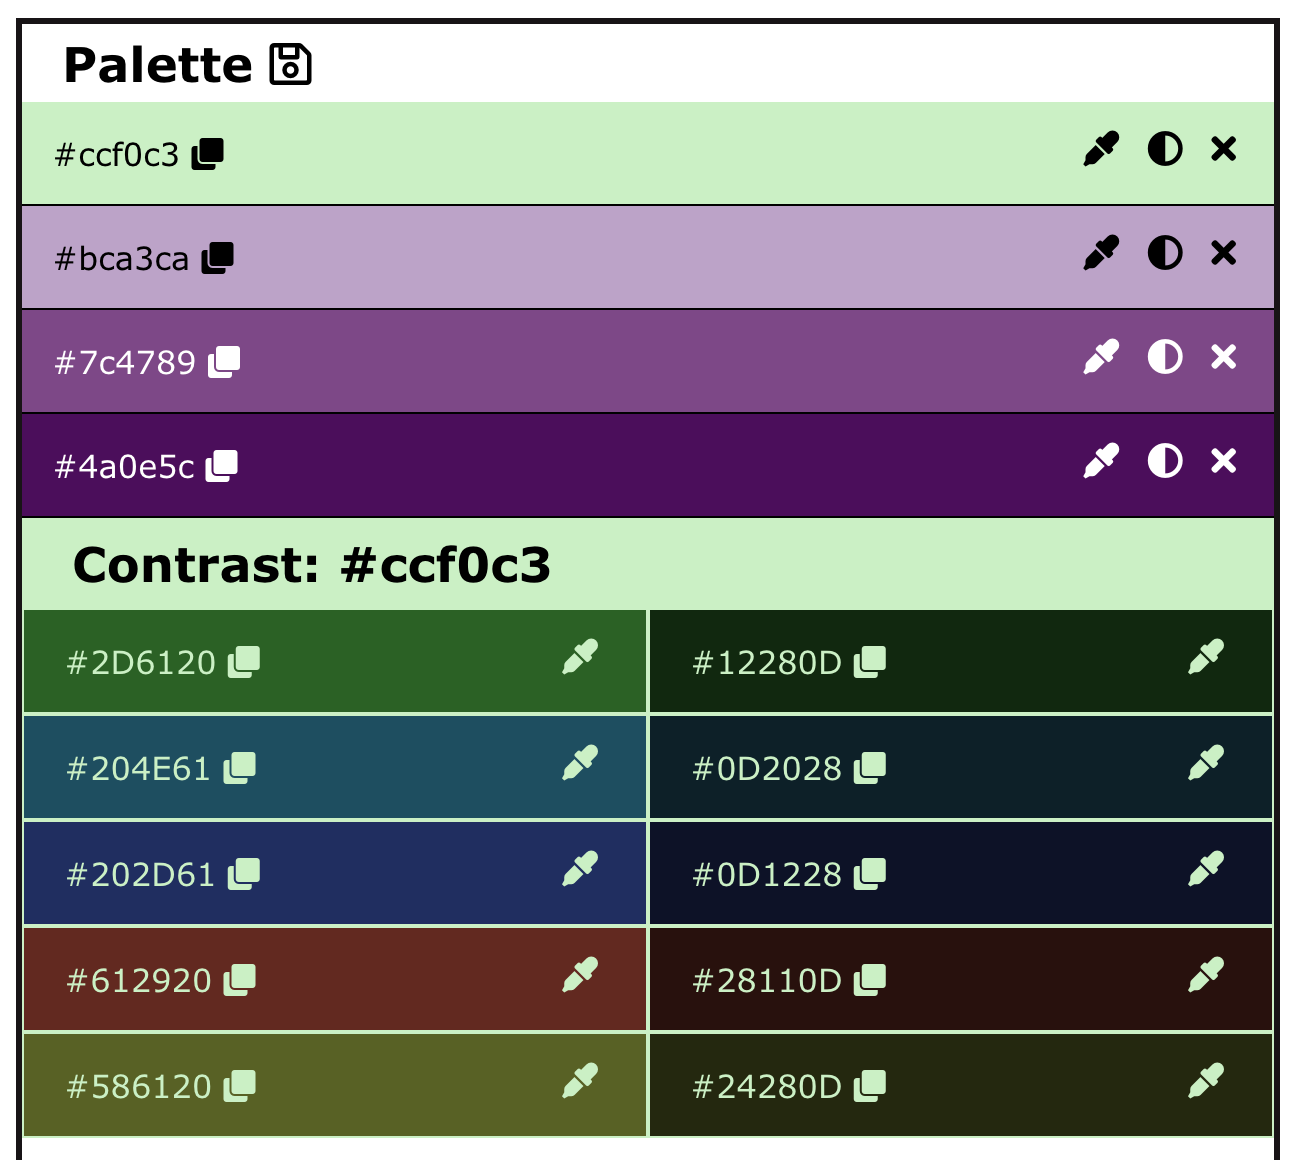 Palette
#ccf0c3
#bca3ca
#7c4789
#4a0e5c
Contrast: #ccf0c3
#2D6120 #12280D
#204E61 #0D2028
#202D61 #0D1228
#612920 #28110D
#586120 #24280D